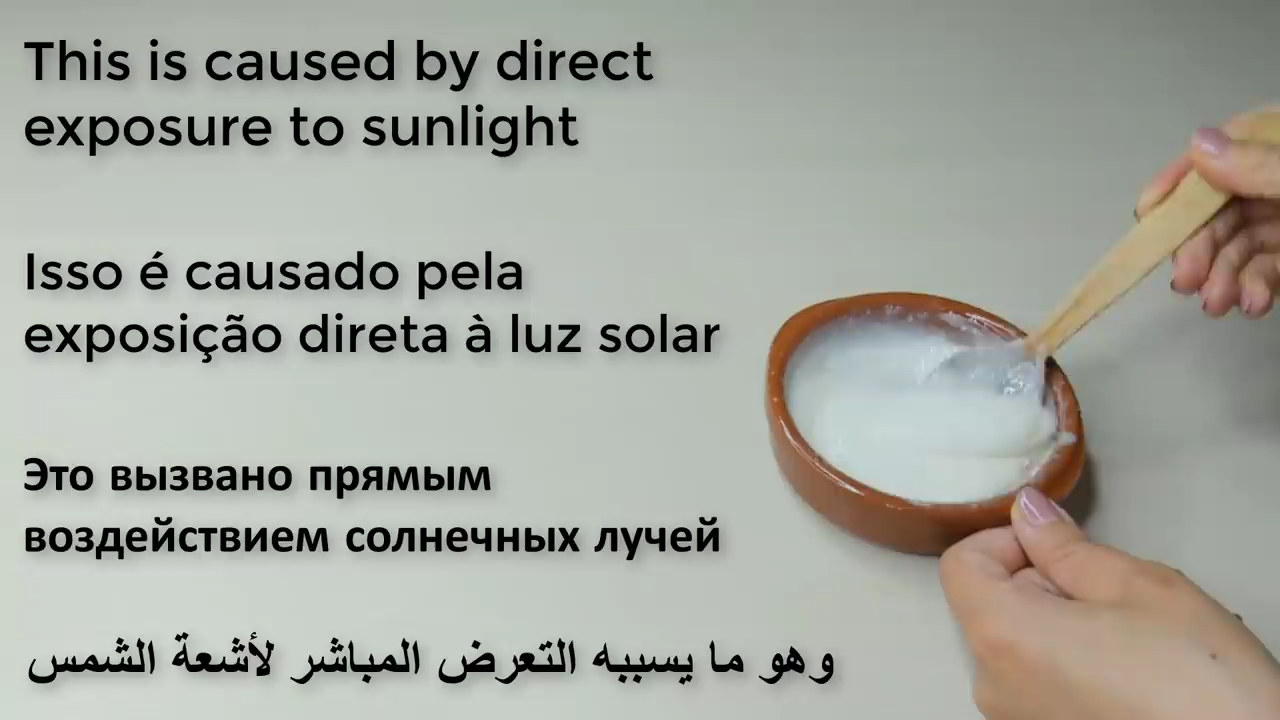 This is caused by direct
exposure to sunlight
Isso é causado pela
exposição direta à luz solar
Это вызвано прямым
воздействием солнечных лучей
وهو ما يسببه التعرض المباشر لأشعة الشمس